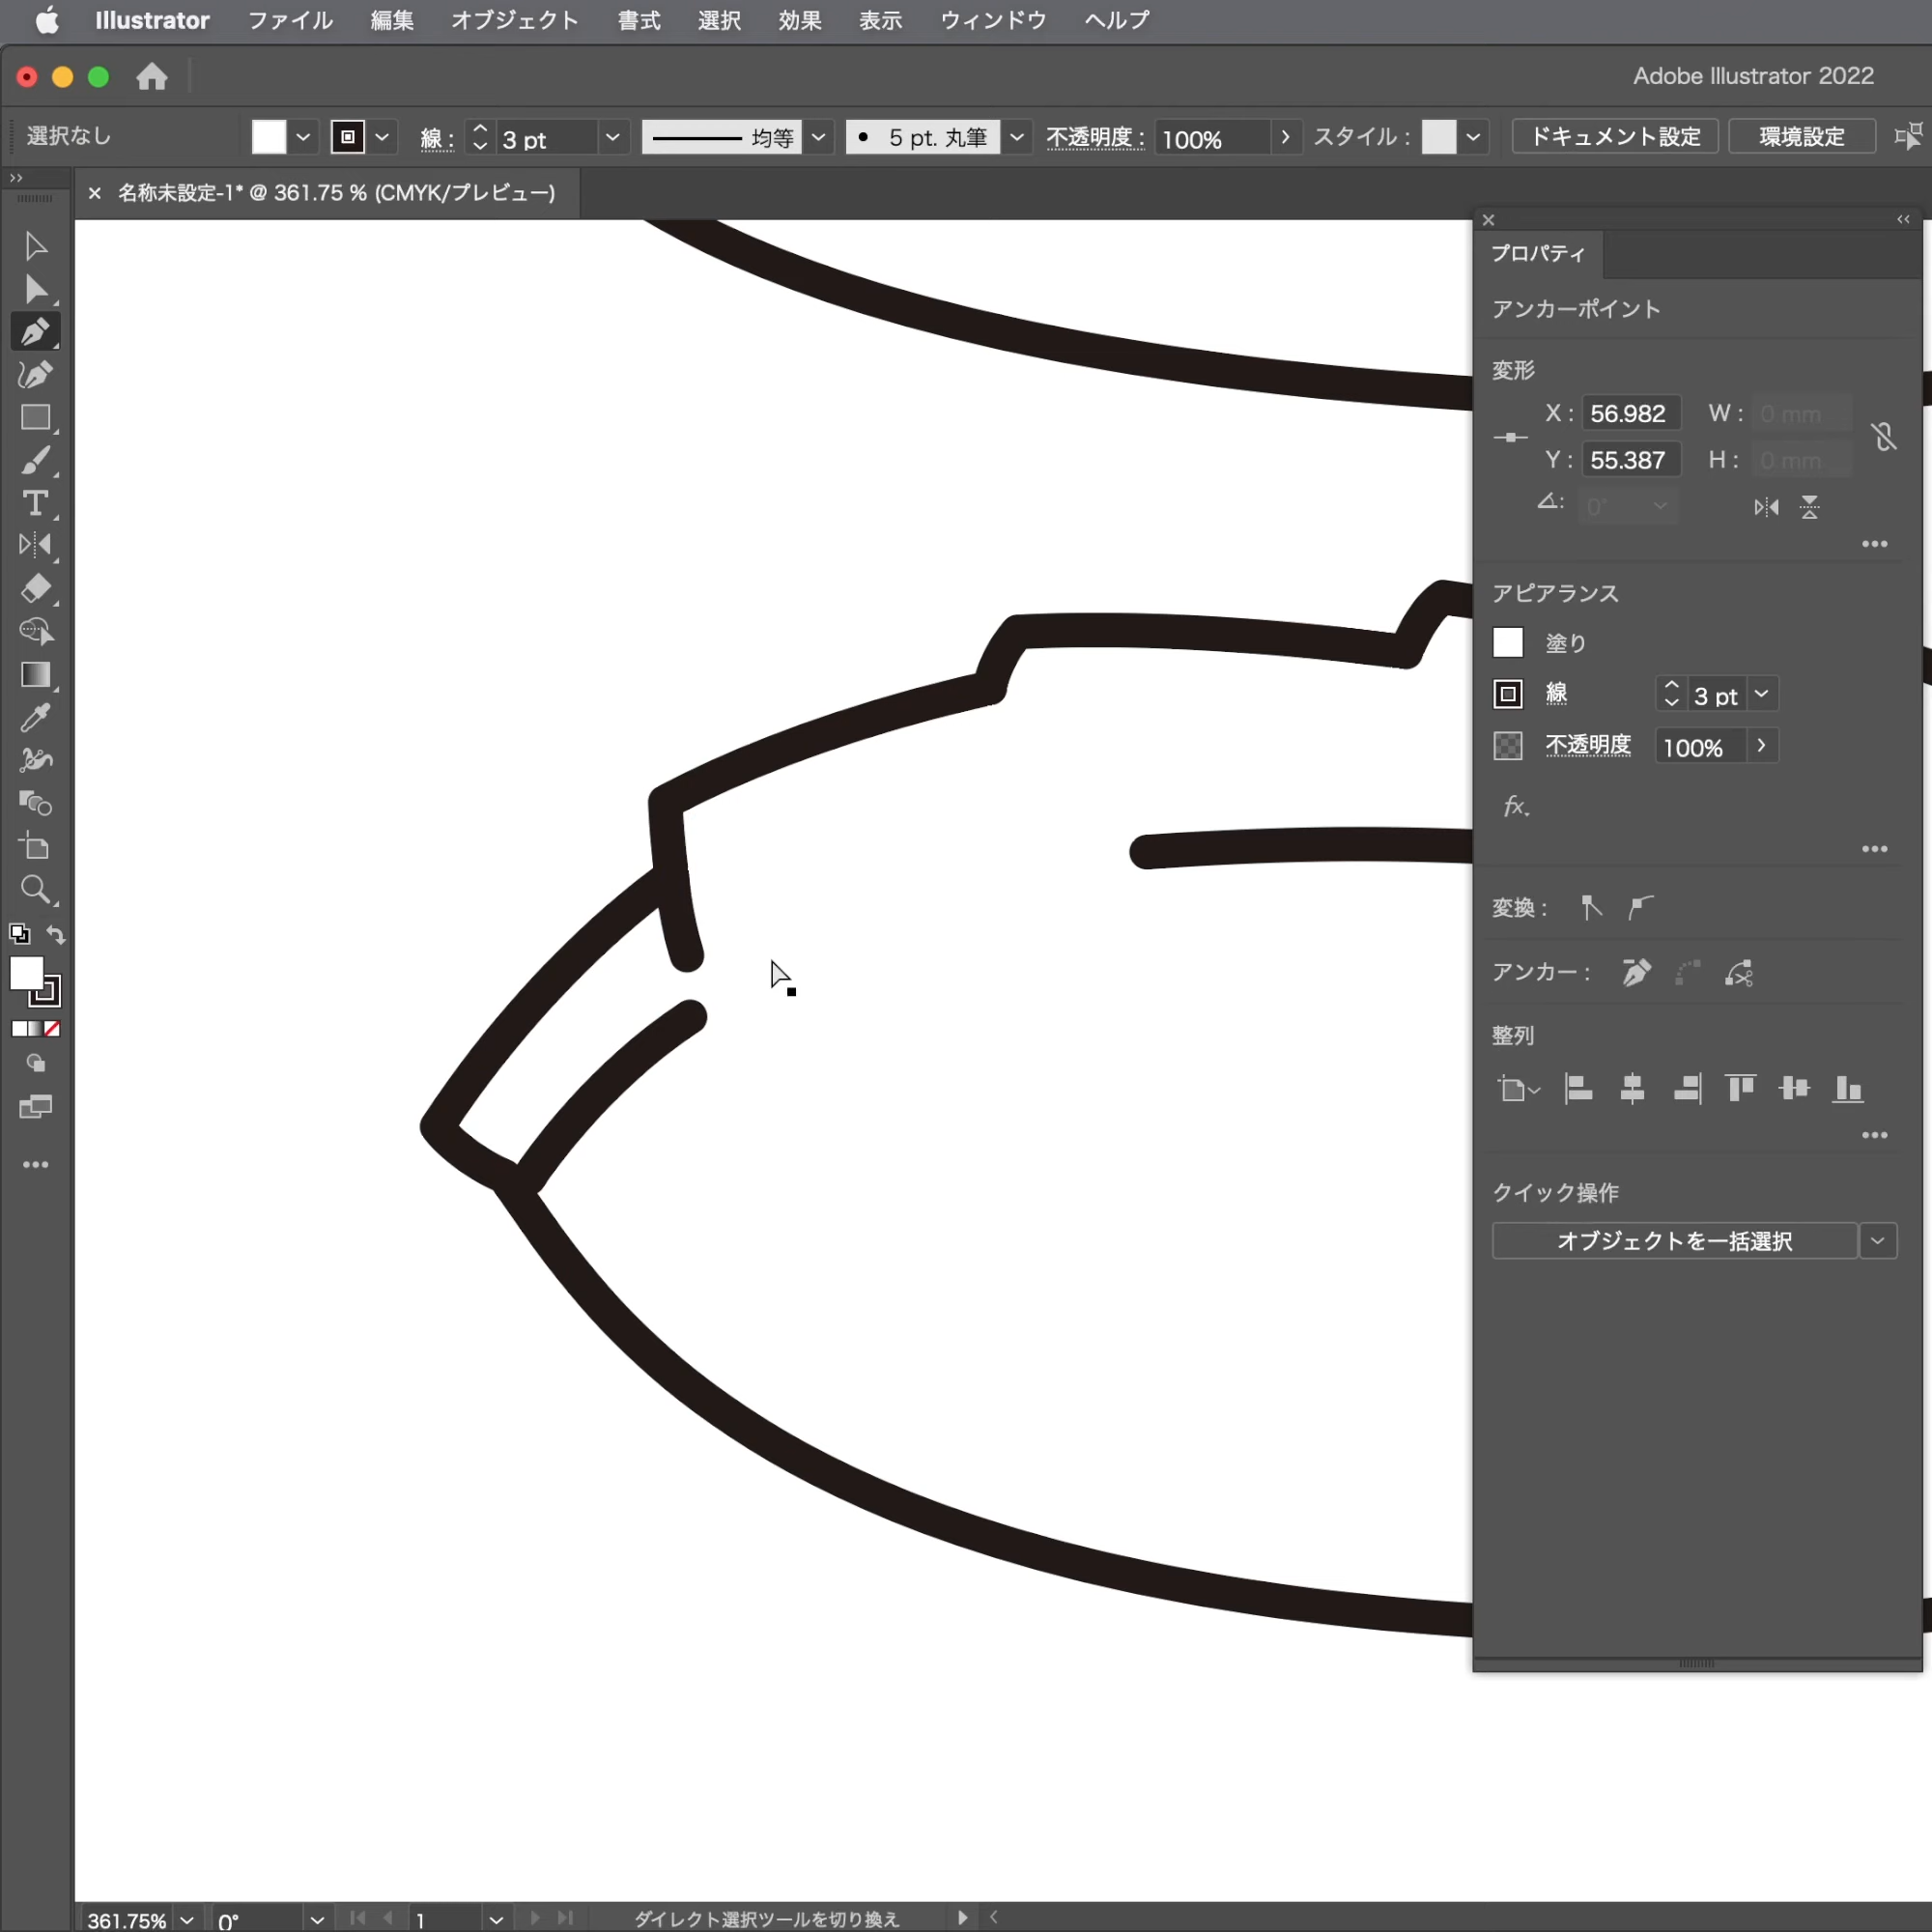 Illustrator ファイル 編集 オブジェクト 書式 選択 効果 表示 ウィンドウ ヘルプ
Adobe Illustrator 2022
選択なし 線： 3 pt 均等 5 pt. 丸筆 不透明度： 100% スタイル： ドキュメント設定 環境設定
名称未設定-1* @ 361.75 % (CMYK/プレビュー)
プロパティ
アンカーポイント
変形
X： 56.982 W： 0 mm
Y： 55.387 H： 0 mm
0°
アピアランス
塗り
線 3 pt
不透明度 100%
fx.
変換：
アンカー：
整列
クイック操作
オブジェクトを一括選択
361.75% 0° 1 ダイレクト選択ツールを切り換え